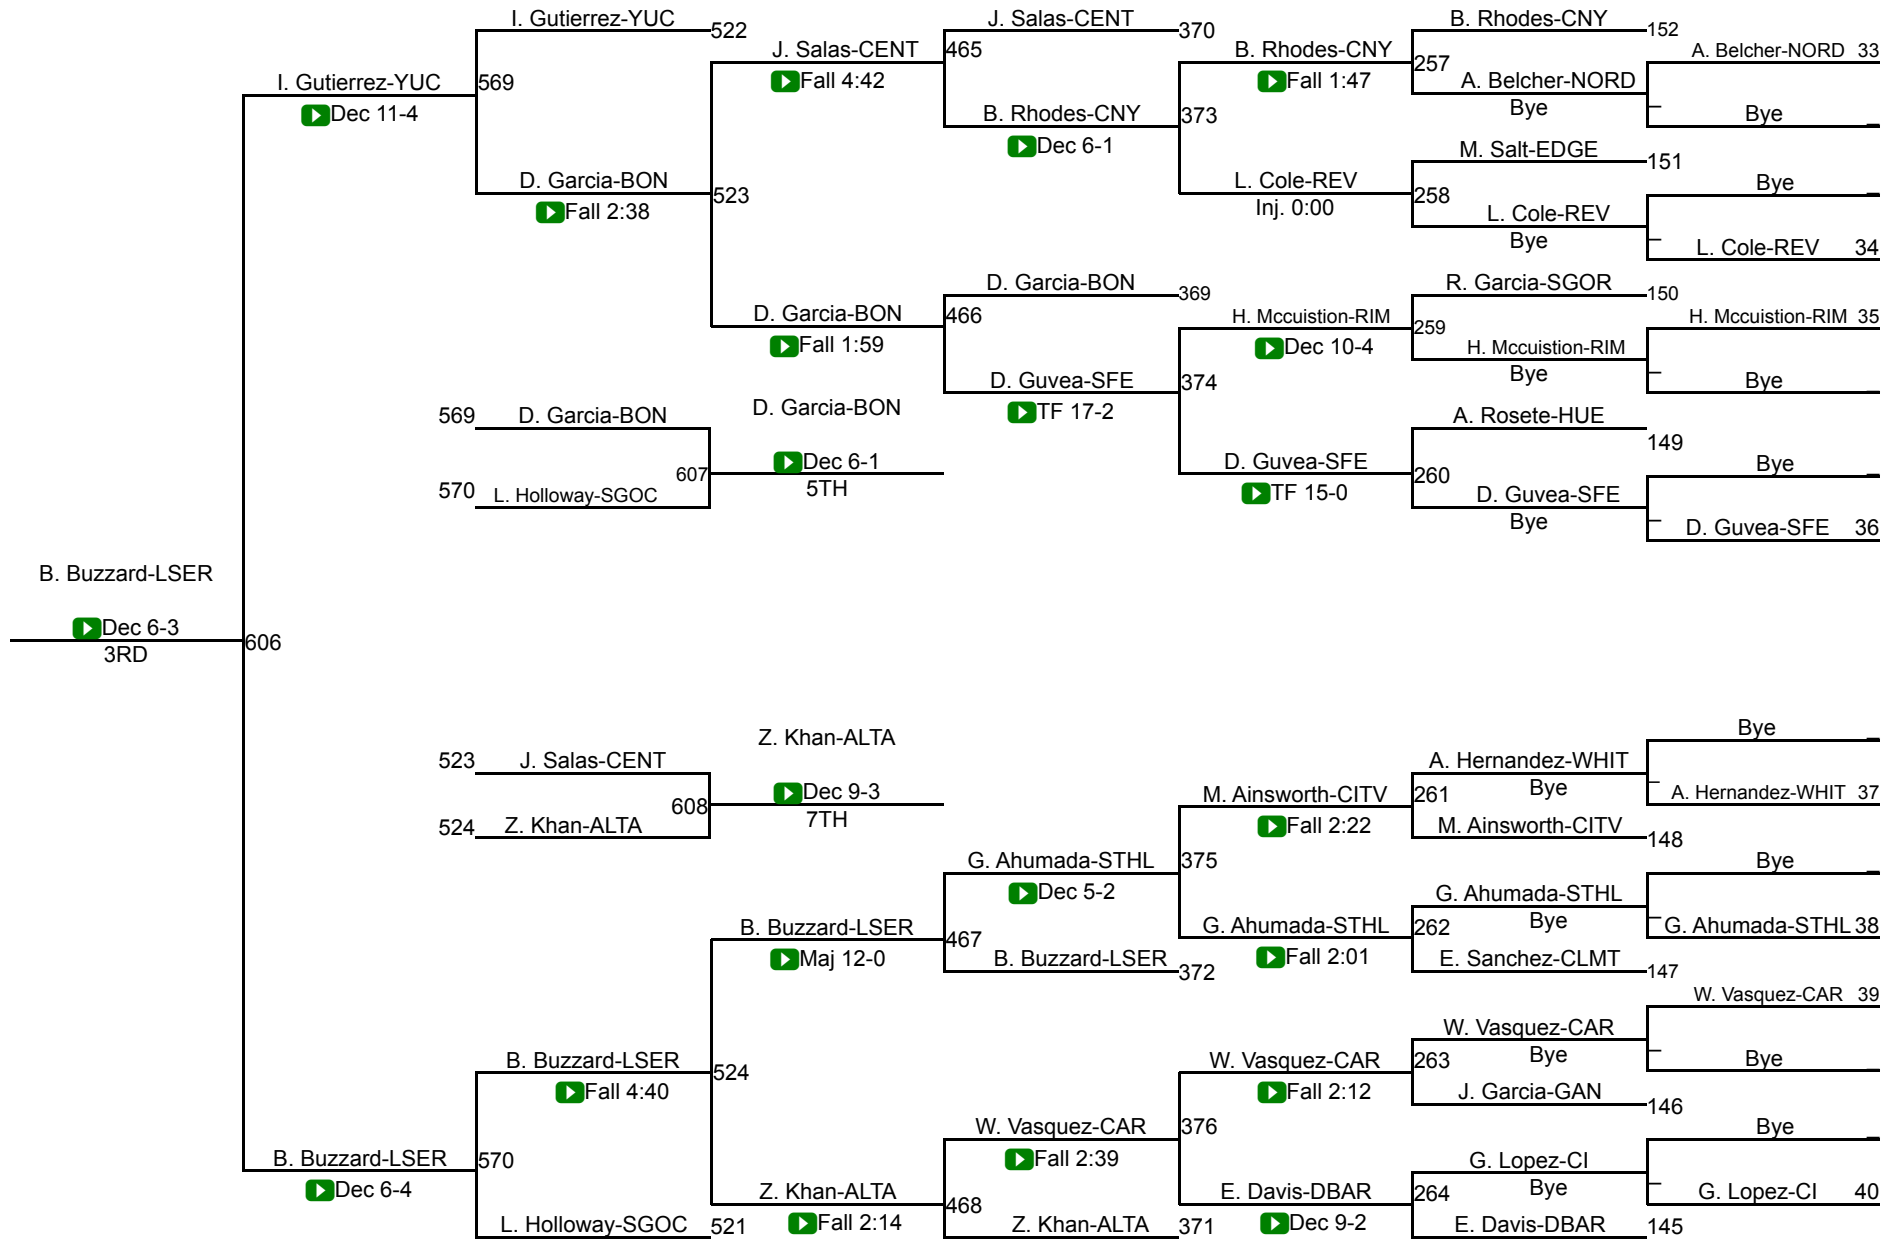 I. Gutierrez-YUC
522
J. Salas-CENT
370
B. Rhodes-CNY
152
J. Salas-CENT
465
B. Rhodes-CNY
A. Belcher-NORD 33
Fall 4:42
Fall 1:47
257
I. Gutierrez-YUC
569
A. Belcher-NORD
Dec 11-4
B. Rhodes-CNY
373
Bye
Bye
Dec 6-1
M. Salt-EDGE
151
D. Garcia-BON
523
L. Cole-REV
258
Bye
Fall 2:38
Inj. 0:00
L. Cole-REV
Bye
L. Cole-REV 34
D. Garcia-BON
369
R. Garcia-SGOR
150
D. Garcia-BON
466
H. Mccuistion-RIM
259
H. Mccuistion-RIM 35
Fall 1:59
Dec 10-4
H. Mccuistion-RIM
D. Guvea-SFE
374
Bye
Bye
TF 17-2
569
D. Garcia-BON
D. Garcia-BON
A. Rosete-HUE
149
Dec 6-1
D. Guvea-SFE
260
Bye
607
5TH
TF 15-0
570
L. Holloway-SGOC
D. Guvea-SFE
Bye
D. Guvea-SFE 36
B. Buzzard-LSER
Dec 6-3
606
3RD
Z. Khan-ALTA
Bye
523
J. Salas-CENT
A. Hernandez-WHIT
Dec 9-3
M. Ainsworth-CITV
261
Bye
A. Hernandez-WHIT 37
608
7TH
Fall 2:22
524
Z. Khan-ALTA
M. Ainsworth-CITV
148
G. Ahumada-STHL
375
Bye
Dec 5-2
G. Ahumada-STHL
B. Buzzard-LSER
467
G. Ahumada-STHL
262
Bye
G. Ahumada-STHL 38
Maj 12-0
B. Buzzard-LSER
372
Fall 2:01
E. Sanchez-CLMT
147
W. Vasquez-CAR 39
W. Vasquez-CAR
B. Buzzard-LSER
524
W. Vasquez-CAR
263
Bye
Bye
Fall 4:40
Fall 2:12
J. Garcia-GAN
146
W. Vasquez-CAR
376
Bye
B. Buzzard-LSER
570
Fall 2:39
G. Lopez-CI
Dec 6-4
Z. Khan-ALTA
468
E. Davis-DBAR
264
Bye
G. Lopez-CI 40
L. Holloway-SGOC
521
Fall 2:14
Z. Khan-ALTA
371
Dec 9-2
E. Davis-DBAR
145